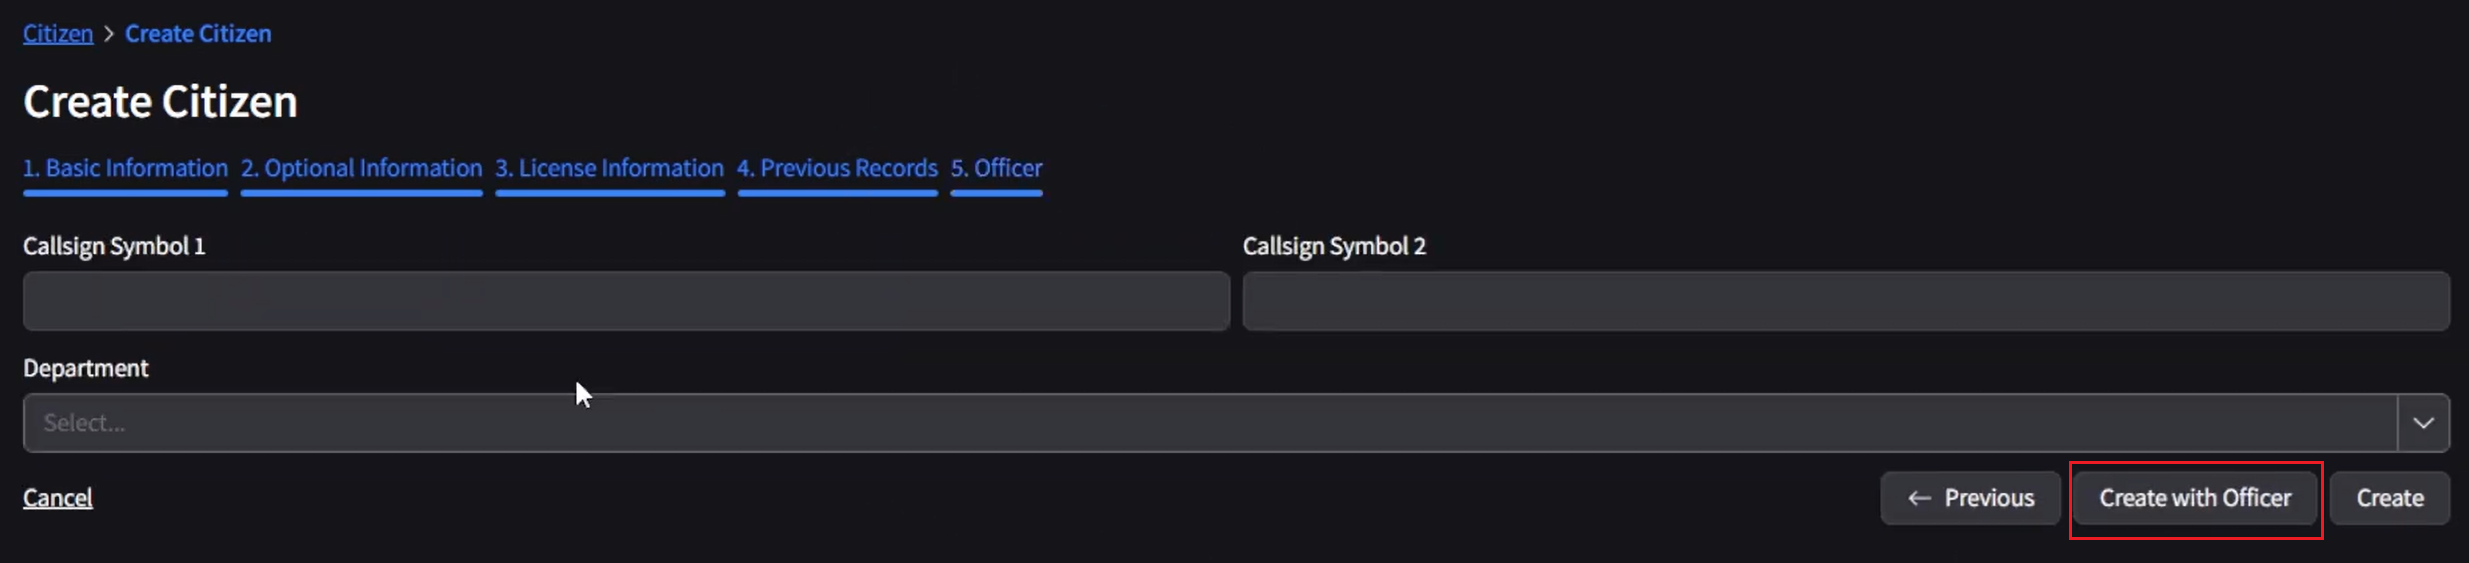 Citizen > Create Citizen
Create Citizen
1. Basic Information 2. Optional Information 3. License Information 4. Previous Records 5. Officer
Callsign Symbol 1 Callsign Symbol 2
Department
Select...
Cancel ← Previous Create with Officer Create